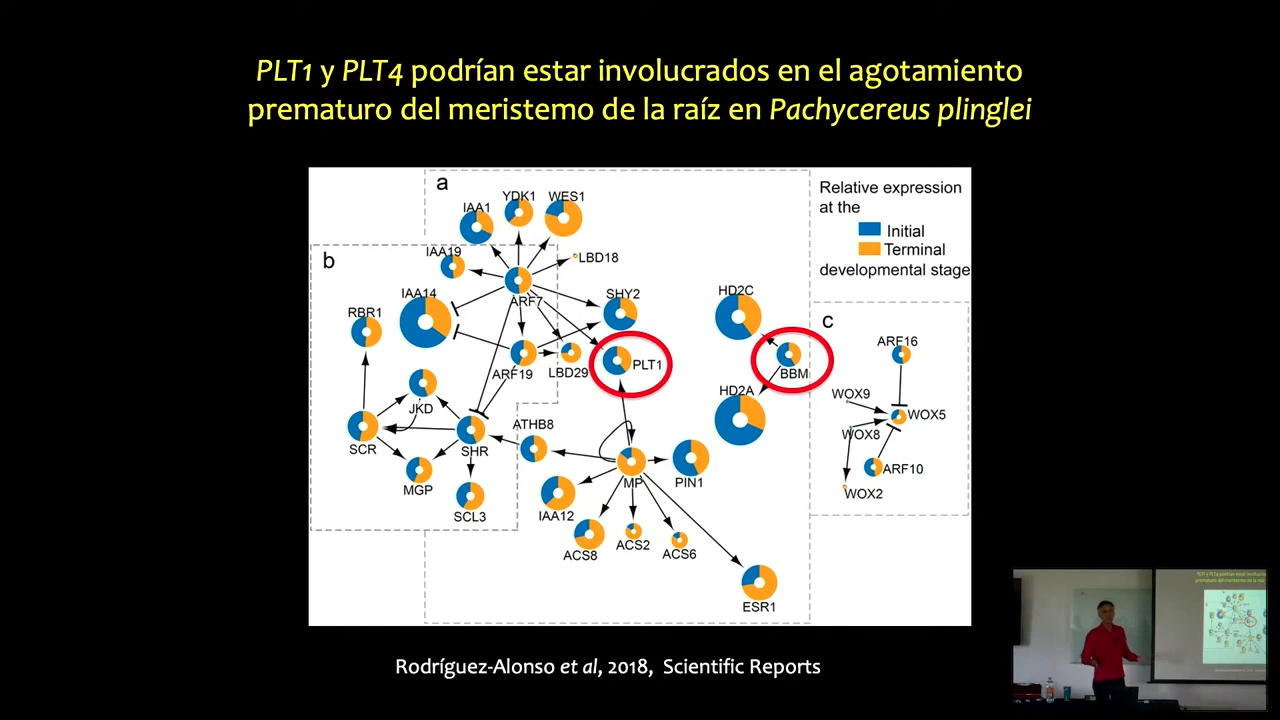 PLT1 y PLT4 podrían estar involucrados en el agotamiento
prematuro del meristemo de la raíz en Pachycereus plinglei
a
YDK1
WES1
IAA1
Relative expression
at the
Initial
Terminal
developmental stage
b
IAA19
LBD18
ARF7
IAA14
SHY2
HD2C
RBR1
c
ARF16
PLT1
ARF19
LBD29
BBM
HD2A
WOX9
JKD
WOX5
ATHB8
WOX8
SCR
SHR
MP
PIN1
ARF10
MGP
WOX2
SCL3
IAA12
ACS8
ACS2
ACS6
ESR1
Rodríguez-Alonso et al, 2018, Scientific Reports